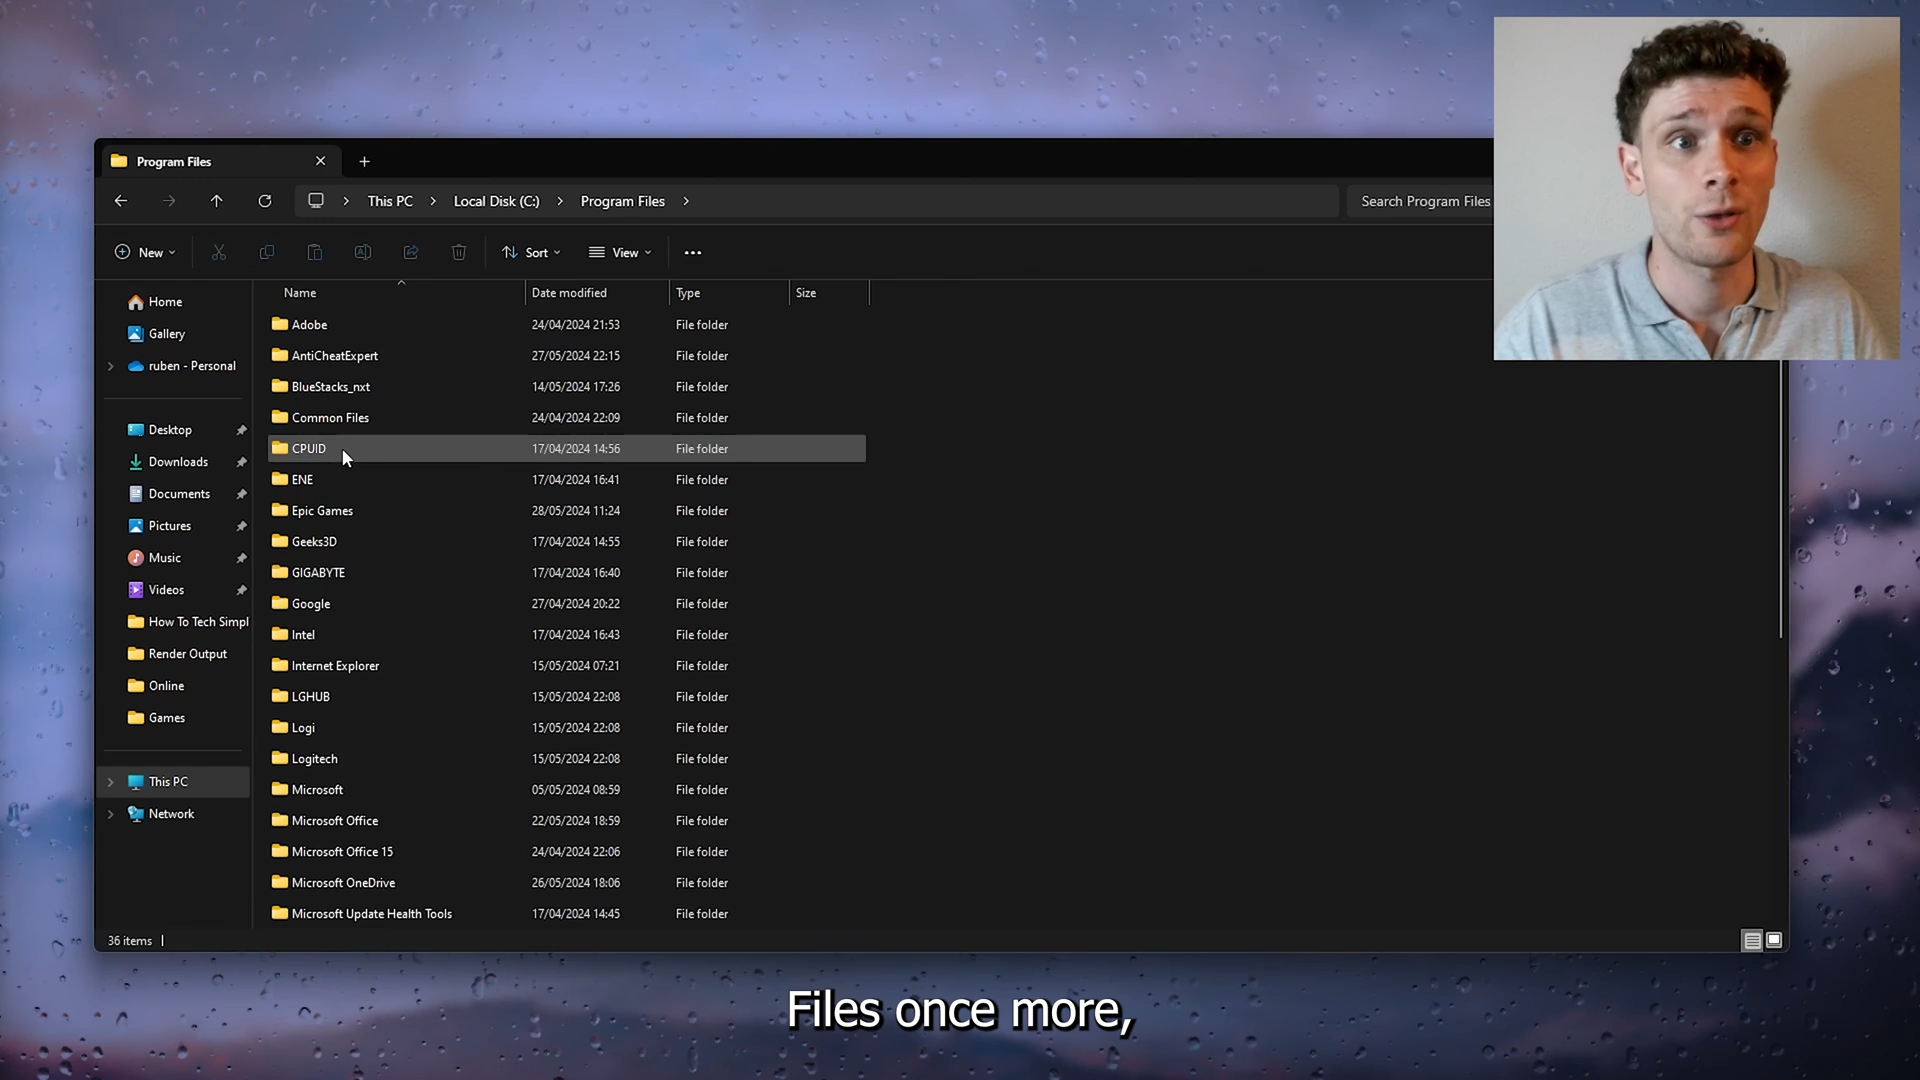 Program Files
This PC
Local Disk (C:)
Program Files
Search Program Files
New
Sort
View
Name
Date modified
Type
Size
Home
Gallery
ruben - Personal
Desktop
Downloads
Documents
Pictures
Music
Videos
How To Tech Simpl
Render Output
Online
Games
This PC
Network
Adobe 24/04/2024 21:53 File folder
AntiCheatExpert 27/05/2024 22:15 File folder
BlueStacks_nxt 14/05/2024 17:26 File folder
Common Files 24/04/2024 22:09 File folder
CPUID 17/04/2024 14:56 File folder
ENE 17/04/2024 16:41 File folder
Epic Games 28/05/2024 11:24 File folder
Geeks3D 17/04/2024 14:55 File folder
GIGABYTE 17/04/2024 16:40 File folder
Google 27/04/2024 20:22 File folder
Intel 17/04/2024 16:43 File folder
Internet Explorer 15/05/2024 07:21 File folder
LGHUB 15/05/2024 22:08 File folder
Logi 15/05/2024 22:08 File folder
Logitech 15/05/2024 22:08 File folder
Microsoft 05/05/2024 08:59 File folder
Microsoft Office 22/05/2024 18:59 File folder
Microsoft Office 15 24/04/2024 22:06 File folder
Microsoft OneDrive 26/05/2024 18:06 File folder
Microsoft Update Health Tools 17/04/2024 14:45 File folder
36 items
Files once more,